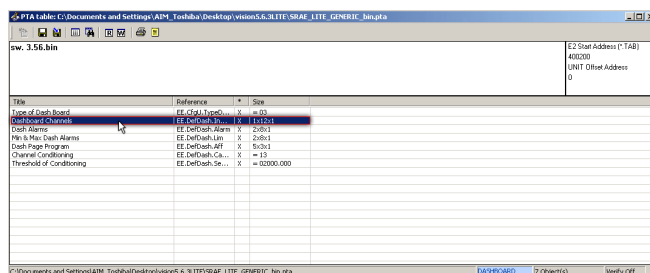 PTA table: C:\Documents and Settings\AIM_Toshiba\Desktop\vision5.6.3LITE\SRAE_LITE_GENERIC_bin.pta
sw. 3.56.bin
E2 Start Address (*.TAB)
400200
UNIT Offset Address
0
Title Reference * Size
Type of Dash Board EE.CfgU.TypeD... X = 03
Dashboard Channels EE.DefDash.In... X 1x12x1
Dash Alarms EE.DefDash.Alarm X 2x8x1
Min & Max Dash Alarms EE.DefDash.Lim X 2x8x1
Dash Page Program EE.DefDash.Aff X 5x3x1
Channel Conditioning EE.DefDash.Ca... X = 13
Threshold of Conditioning EE.DefDash.Se... X = 02000.000
C:\Documents and Settings\AIM_Toshiba\Desktop\vision5.6.3LITE\SRAE_LITE_GENERIC_bin.pta DASHBOARD 7 Object(s) Verify Off